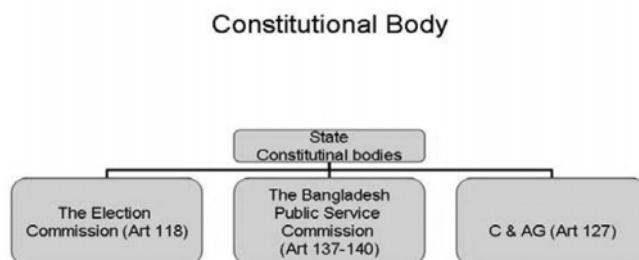 Constitutional Body
State
Constitutinal bodies
The Election
Commission (Art 118)
The Bangladesh
Public Service
Commission
(Art 137-140)
C & AG (Art 127)